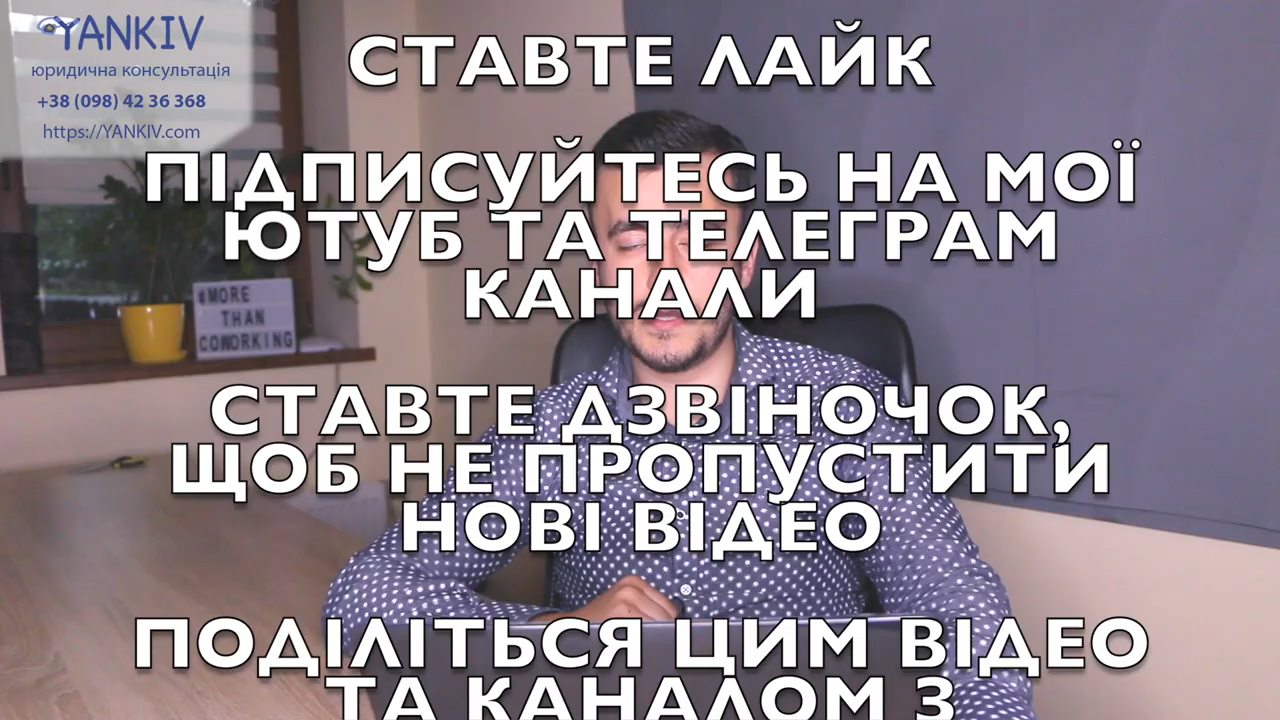 YANKIV
юридична консультація
+38 (098) 42 36 368
https://YANKIV.com
СТАВТЕ ЛАЙК
ПІДПИСУЙТЕСЬ НА МОЇ
ЮТУБ ТА ТЕЛЕГРАМ
КАНАЛИ
#MORE
THAN
COWORKING
СТАВТЕ ДЗВІНОЧОК,
ЩОБ НЕ ПРОПУСТИТИ
НОВІ ВІДЕО
ПОДІЛІТЬСЯ ЦИМ ВІДЕО
ТА КАНАЛОМ З